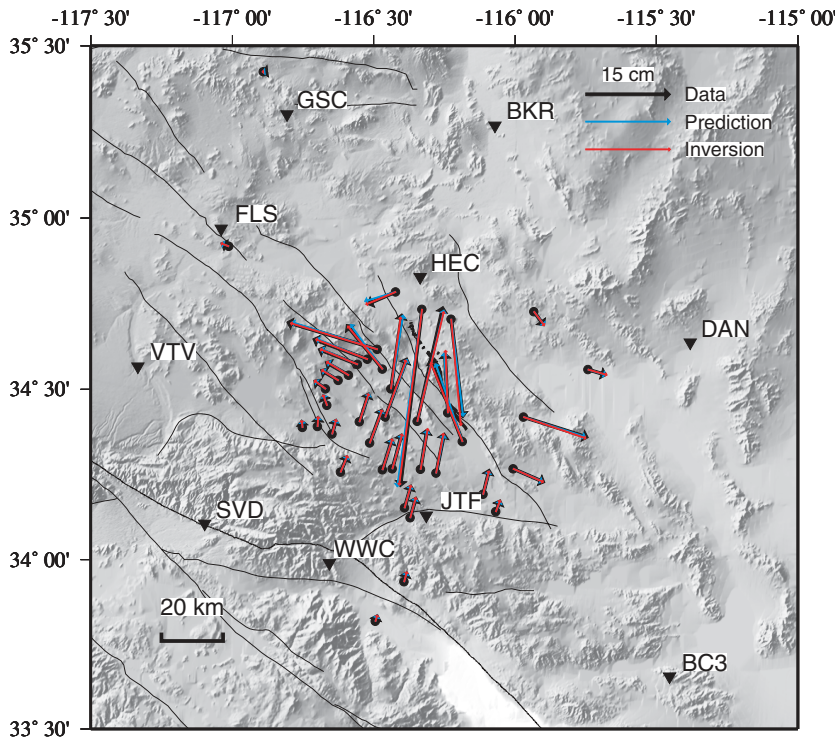 -117° 30' -117° 00' -116° 30' -116° 00' -115° 30' -115° 00'
35° 30'
35° 00'
34° 30'
34° 00'
33° 30'
15 cm
Data
Prediction
Inversion
GSC
BKR
FLS
HEC
VTV
DAN
SVD
JTF
WWC
20 km
BC3